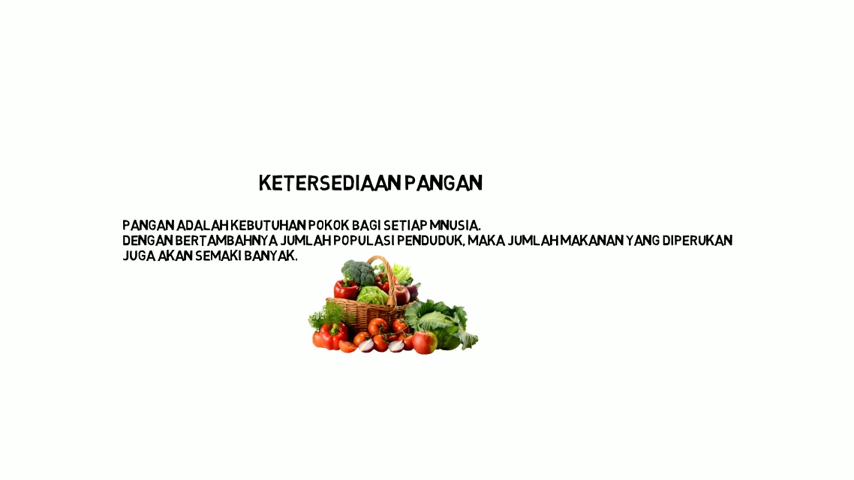 KETERSEDIAAN PANGAN
PANGAN ADALAH KEBUTUHAN POKOK BAGI SETIAP MNUSIA.
DENGAN BERTAMBAHNYA JUMLAH POPULASI PENDUDUK, MAKA JUMLAH MAKANAN YANG DIPERUKAN
JUGA AKAN SEMAKI BANYAK.